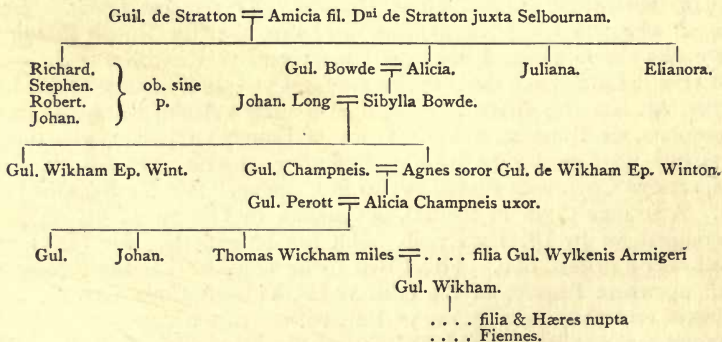 Guil. de Stratton = Amicia fil. Dni de Stratton juxta Selbournam.
Richard. Stephen. Robert. Johan. } ob. sine p.
Gul. Bowde = Alicia. Juliana. Elianora.
Johan. Long = Sibylla Bowde.
Gul. Wikham Ep. Wint. Gul. Champneis. = Agnes soror Gul. de Wikham Ep. Winton.
Gul. Perott = Alicia Champneis uxor.
Gul. Johan. Thomas Wickham miles = .... filia Gul. Wylkenis Armigeri
Gul. Wikham.
.... filia & Hæres nupta
.... Fiennes.